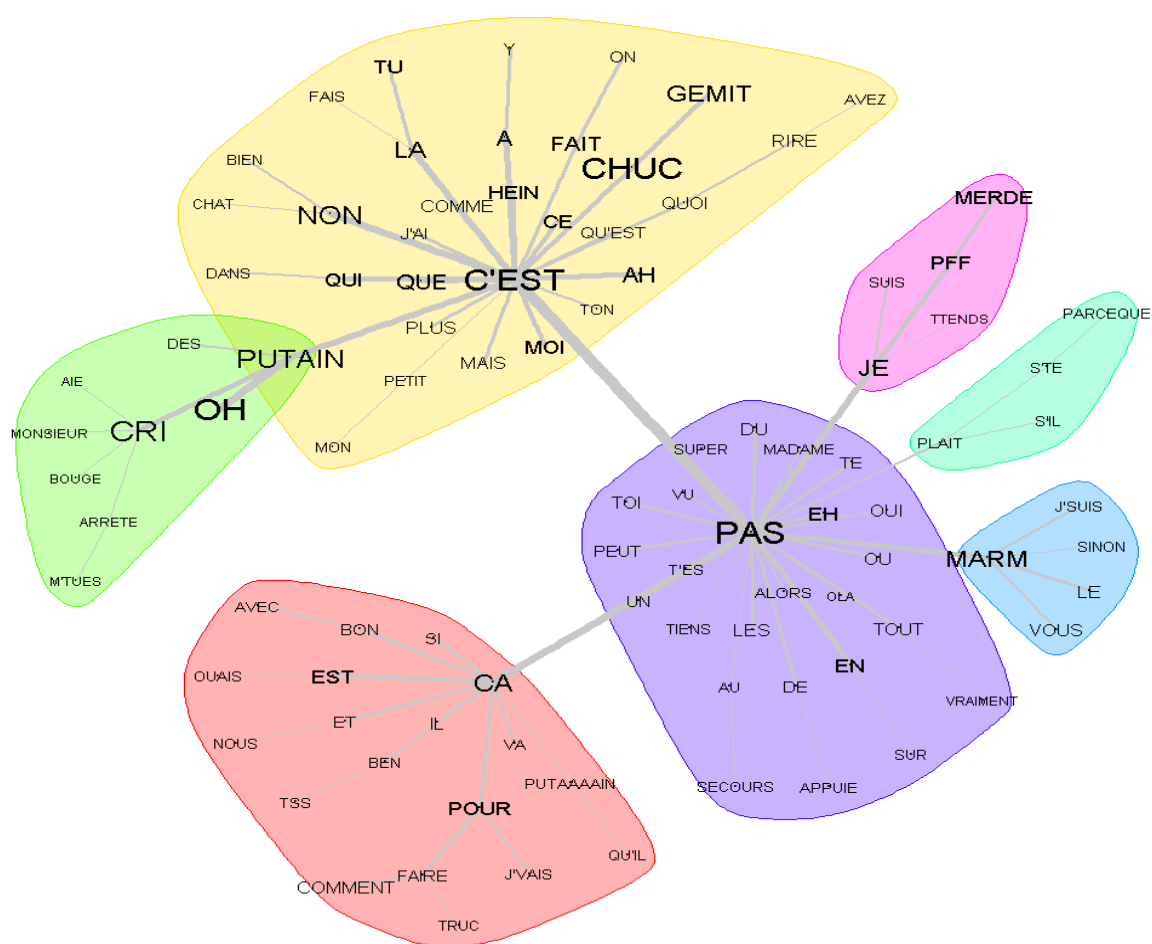 Y
ON
TU
FAIS
GEMIT
AVEZ
LA
A
FAIT
RIRE
BIEN
CHUC
HEIN
CHAT
NON
COMME
QUOI
CE
J'AI
QU'EST
MERDE
DANS
QUI
QUE
C'EST
AH
PFF
SUIS
TON
TTENDS
PARCEQUE
PLUS
DES
PUTAIN
MAIS
MOI
JE
STE
AIE
PETIT
OH
MONSIEUR
CRI
MON
DU
S'IL
PLAIT
SUPER
MADAME
TE
BOUGE
TOI
VU
EH
OUI
J'SUIS
ARRETE
PAS
PEUT
OU
MARM
SINON
M'TUES
T'ES
ALORS
OLA
LE
AVEC
UN
BON
SI
TIENS
LES
TOUT
VOUS
OUAIS
EST
CA
AU
DE
EN
VRAIMENT
NOUS
ET
IL
VA
SUR
BEN
PUTAAAAIN
SECOURS
APPUIE
TSS
POUR
QU'IL
COMMENT
FAIRE
J'VAIS
TRUC